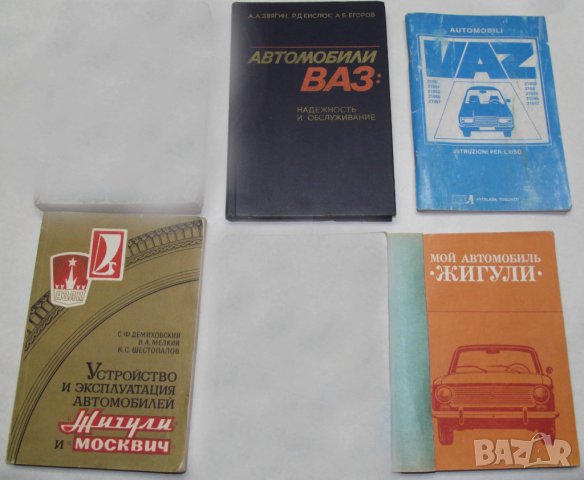 А.А.ЗВЯГИН, Р.Д.КИСЛЮК, А.Б.ЕГОРОВ
АВТОМОБИЛИ
ВАЗ:
НАДЕЖНОСТЬ
И ОБСЛУЖИВАНИЕ
AUTOMOBILI
VAZ
ISTRUZIONI PER L'USO
С.Ф.ДЕМИХОВСКИЙ
В.А.МЕЛКИЙ
К.С.ШЕСТОПАЛОВ
УСТРОЙСТВО
И ЭКСПЛУАТАЦИЯ
АВТОМОБИЛЕЙ
Жигули
и МОСКВИЧ
МОЙ АВТОМОБИЛЬ
·ЖИГУЛИ·
BAZAR